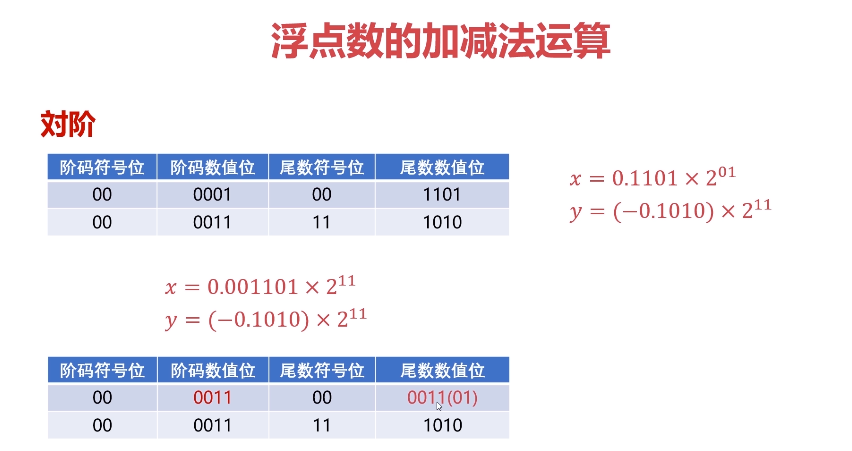 浮点数的加减法运算
对阶
阶码符号位 阶码数值位 尾数符号位 尾数数值位
00 0001 00 1101
00 0011 11 1010
x = 0.1101 × 2^01
y = (−0.1010) × 2^11
x = 0.001101 × 2^11
y = (−0.1010) × 2^11
阶码符号位 阶码数值位 尾数符号位 尾数数值位
00 0011 00 0011(01)
00 0011 11 1010